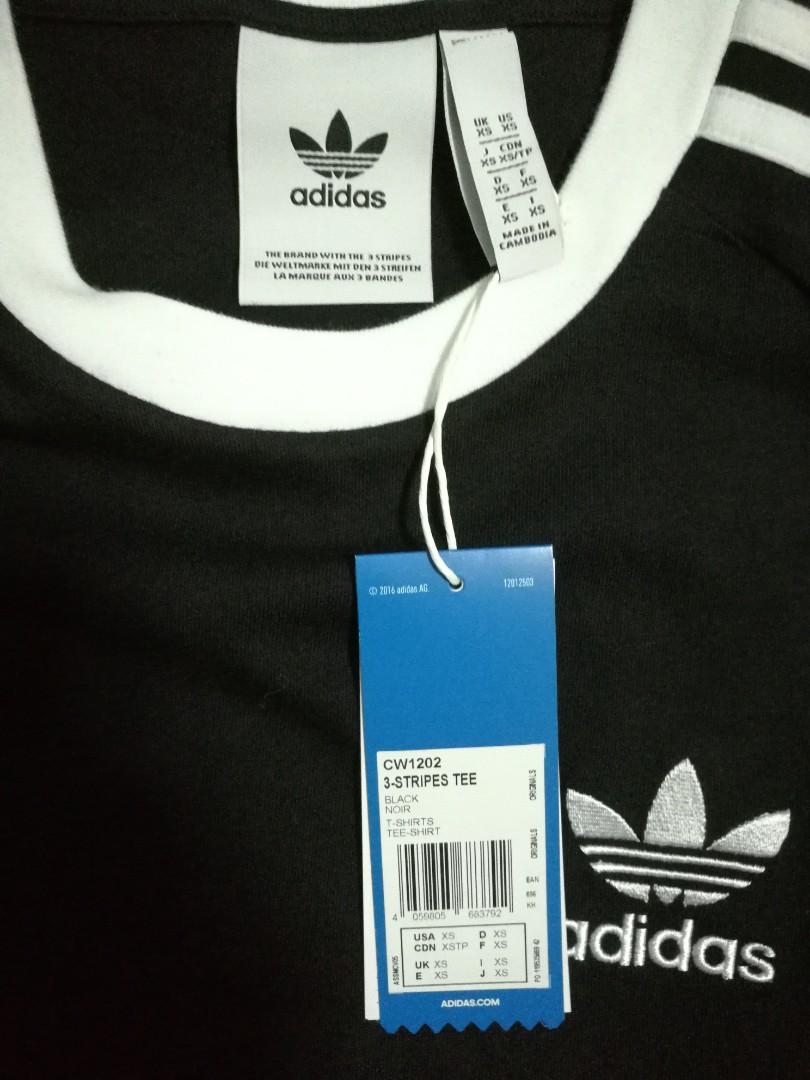 adidas
THE BRAND WITH THE 3 STRIPES
DIE WELTMARKE MIT DEN 3 STREIFEN
LA MARQUE AUX 3 BANDES
UK US
XS XS
J CDN
XS XS/TP
D F
XS XS
E I
XS XS
MADE IN
CAMBODIA
© 2016 adidas AG.
12012503
CW1202
3-STRIPES TEE
BLACK
NOIR
T-SHIRTS
TEE-SHIRT
ORIGINALS
ORIGINALS
EAN
KH
4 059805 683792
USA XS D XS
CDN XSTP F XS
UK XS I XS
E XS J XS
ADIDAS.COM
adidas